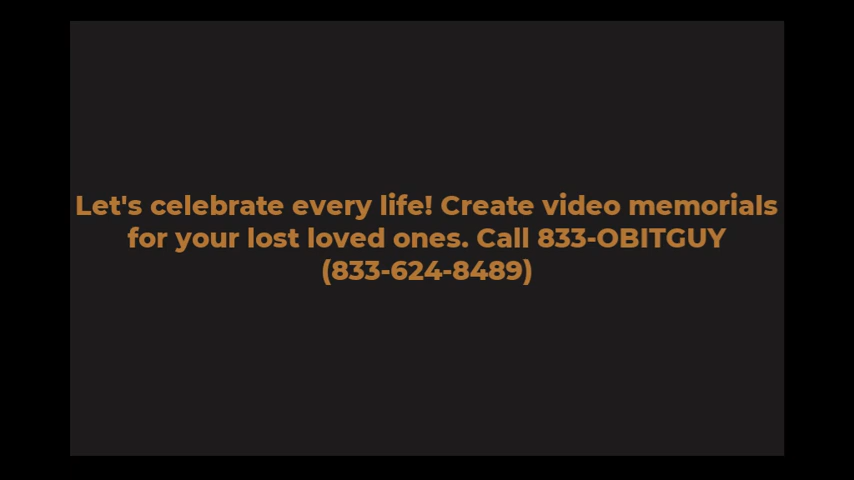 Let's celebrate every life! Create video memorials
for your lost loved ones. Call 833-OBITGUY
(833-624-8489)